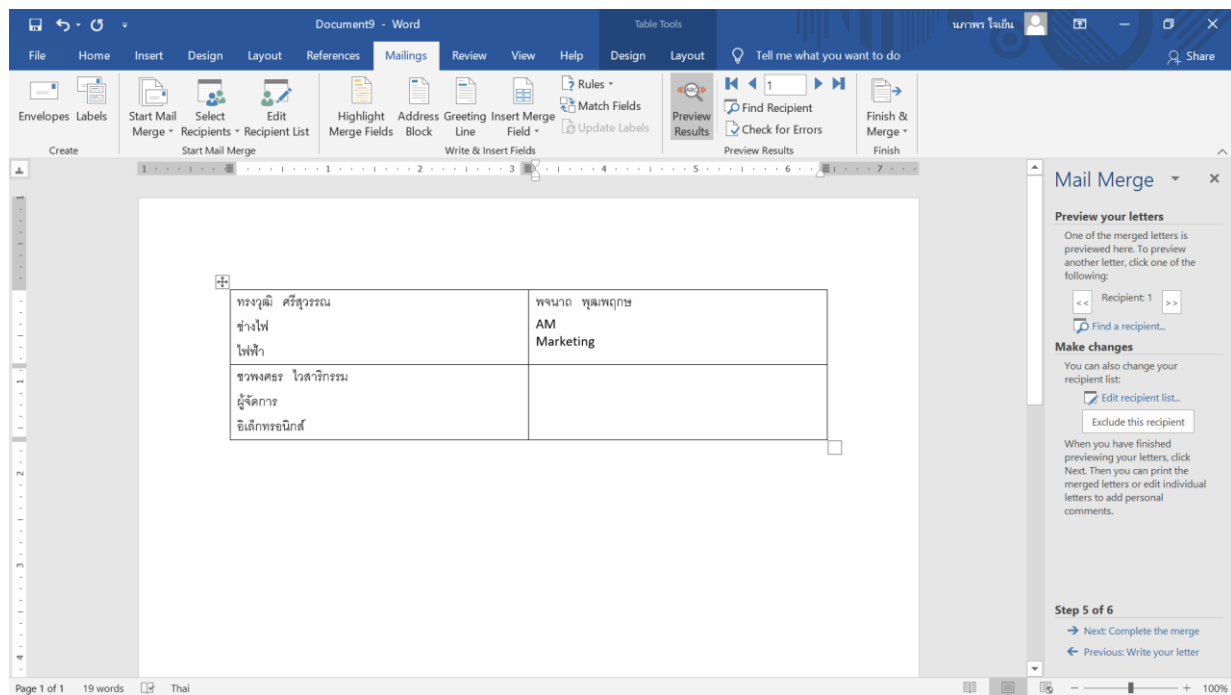 Document9 - Word
Table Tools
นภาพร ใจเย็น
File Home Insert Design Layout References Mailings Review View Help Design Layout Tell me what you want to do Share
Envelopes Labels
Create
Start Mail Merge
Select Recipients
Edit Recipient List
Start Mail Merge
Highlight Merge Fields
Address Block
Greeting Line
Insert Merge Field
Rules
Match Fields
Update Labels
Write & Insert Fields
«ABC»
Preview Results
1
Find Recipient
Check for Errors
Preview Results
Finish & Merge
Finish
1 1 2 3 4 5 6 7
ทรงวุฒิ ศรีสุวรรณ
ช่างไฟ
ไฟฟ้า
พจนาถ พุฒพฤกษ
AM
Marketing
ชวพงศธร ไวสาริกรรม
ผู้จัดการ
อิเล็กทรอนิกส์
Mail Merge
Preview your letters
One of the merged letters is
previewed here. To preview
another letter, click one of the
following:
<< Recipient: 1 >>
Find a recipient...
Make changes
You can also change your
recipient list:
Edit recipient list...
Exclude this recipient
When you have finished
previewing your letters, click
Next. Then you can print the
merged letters or edit individual
letters to add personal
comments.
Step 5 of 6
Next: Complete the merge
Previous: Write your letter
Page 1 of 1 19 words Thai
100%